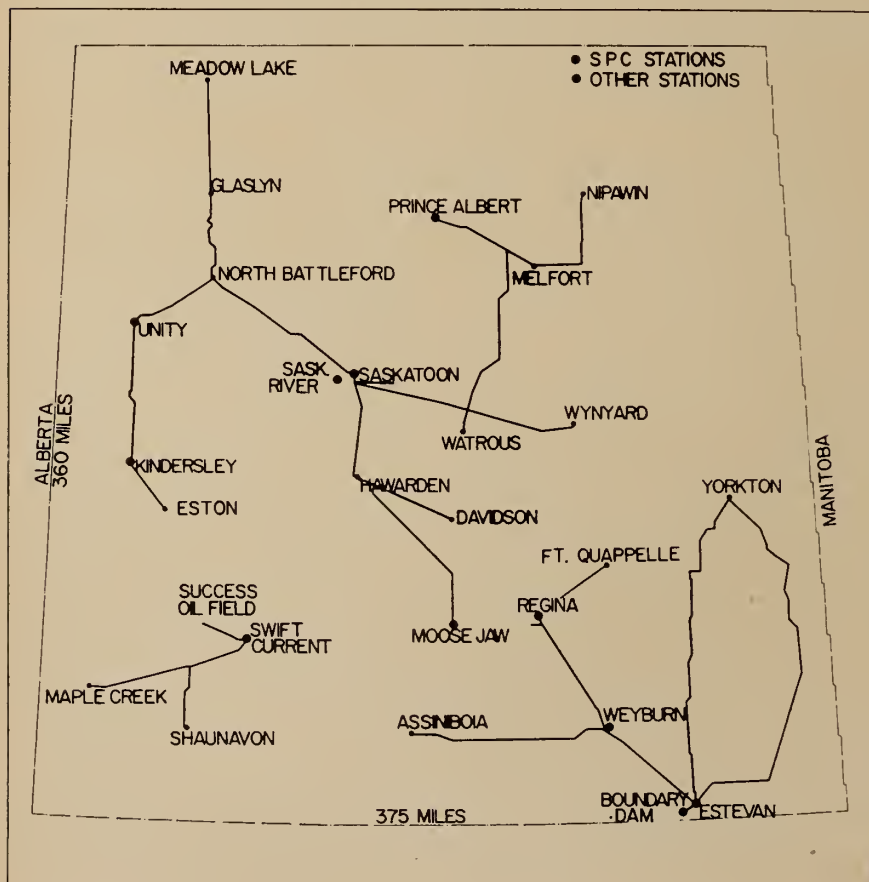 MEADOW LAKE
● SPC STATIONS
● OTHER STATIONS
GLASLYN
NIPAWIN
PRINCE ALBERT
NORTH BATTLEFORD
MELFORT
UNITY
SASK.
RIVER
SASKATOON
WYNYARD
WATROUS
ALBERTA
360 MILES
KINDERSLEY
HAWARDEN
MANITOBA
YORKTON
ESTON
DAVIDSON
FT. QUAPPELLE
SUCCESS
OIL FIELD
REGINA
SWIFT
CURRENT
MOOSE JAW
MAPLE CREEK
ASSINIBOIA
WEYBURN
SHAUNAVON
BOUNDARY
DAM
ESTEVAN
375 MILES